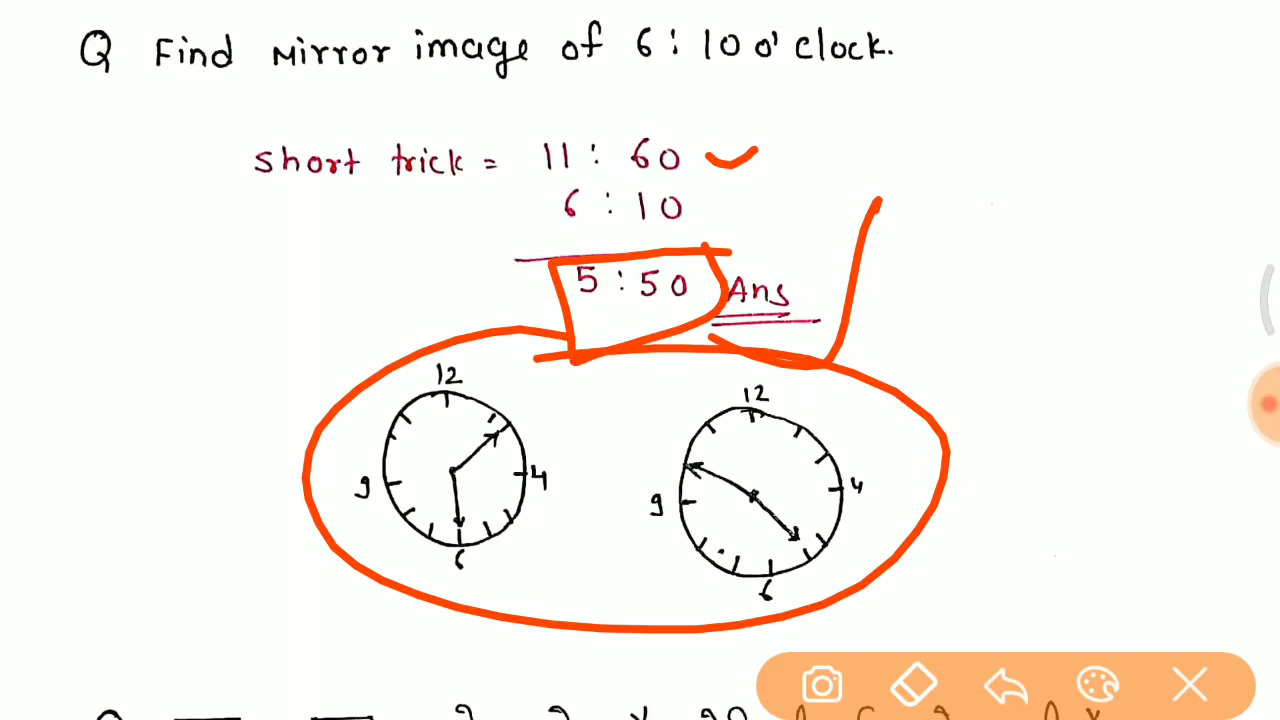 Q Find Mirror image of 6 : 10 o' clock.
Short trick = 11 : 60
6 : 10
5 : 50 Ans
12
12
9
4
9
4
6
6